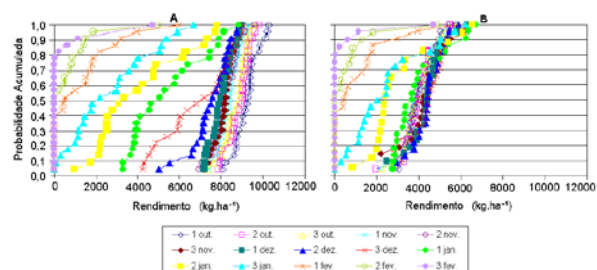 A
B
Probabilidade Acumulada
1,0
0,9
0,8
0,7
0,6
0,5
0,4
0,3
0,2
0,1
0,0
0 2000 4000 6000 8000 10000 12000
0 2000 4000 6000 8000 10000
Rendimento (kg.ha⁻¹)
Rendimento (kg.ha⁻¹)
1 out. 2 out. 3 out. 1 nov. 2 nov.
3 nov. 1 dez. 2 dez. 3 dez. 1 jan.
2 jan. 3 jan. 1 fev. 2 fev. 3 fev.